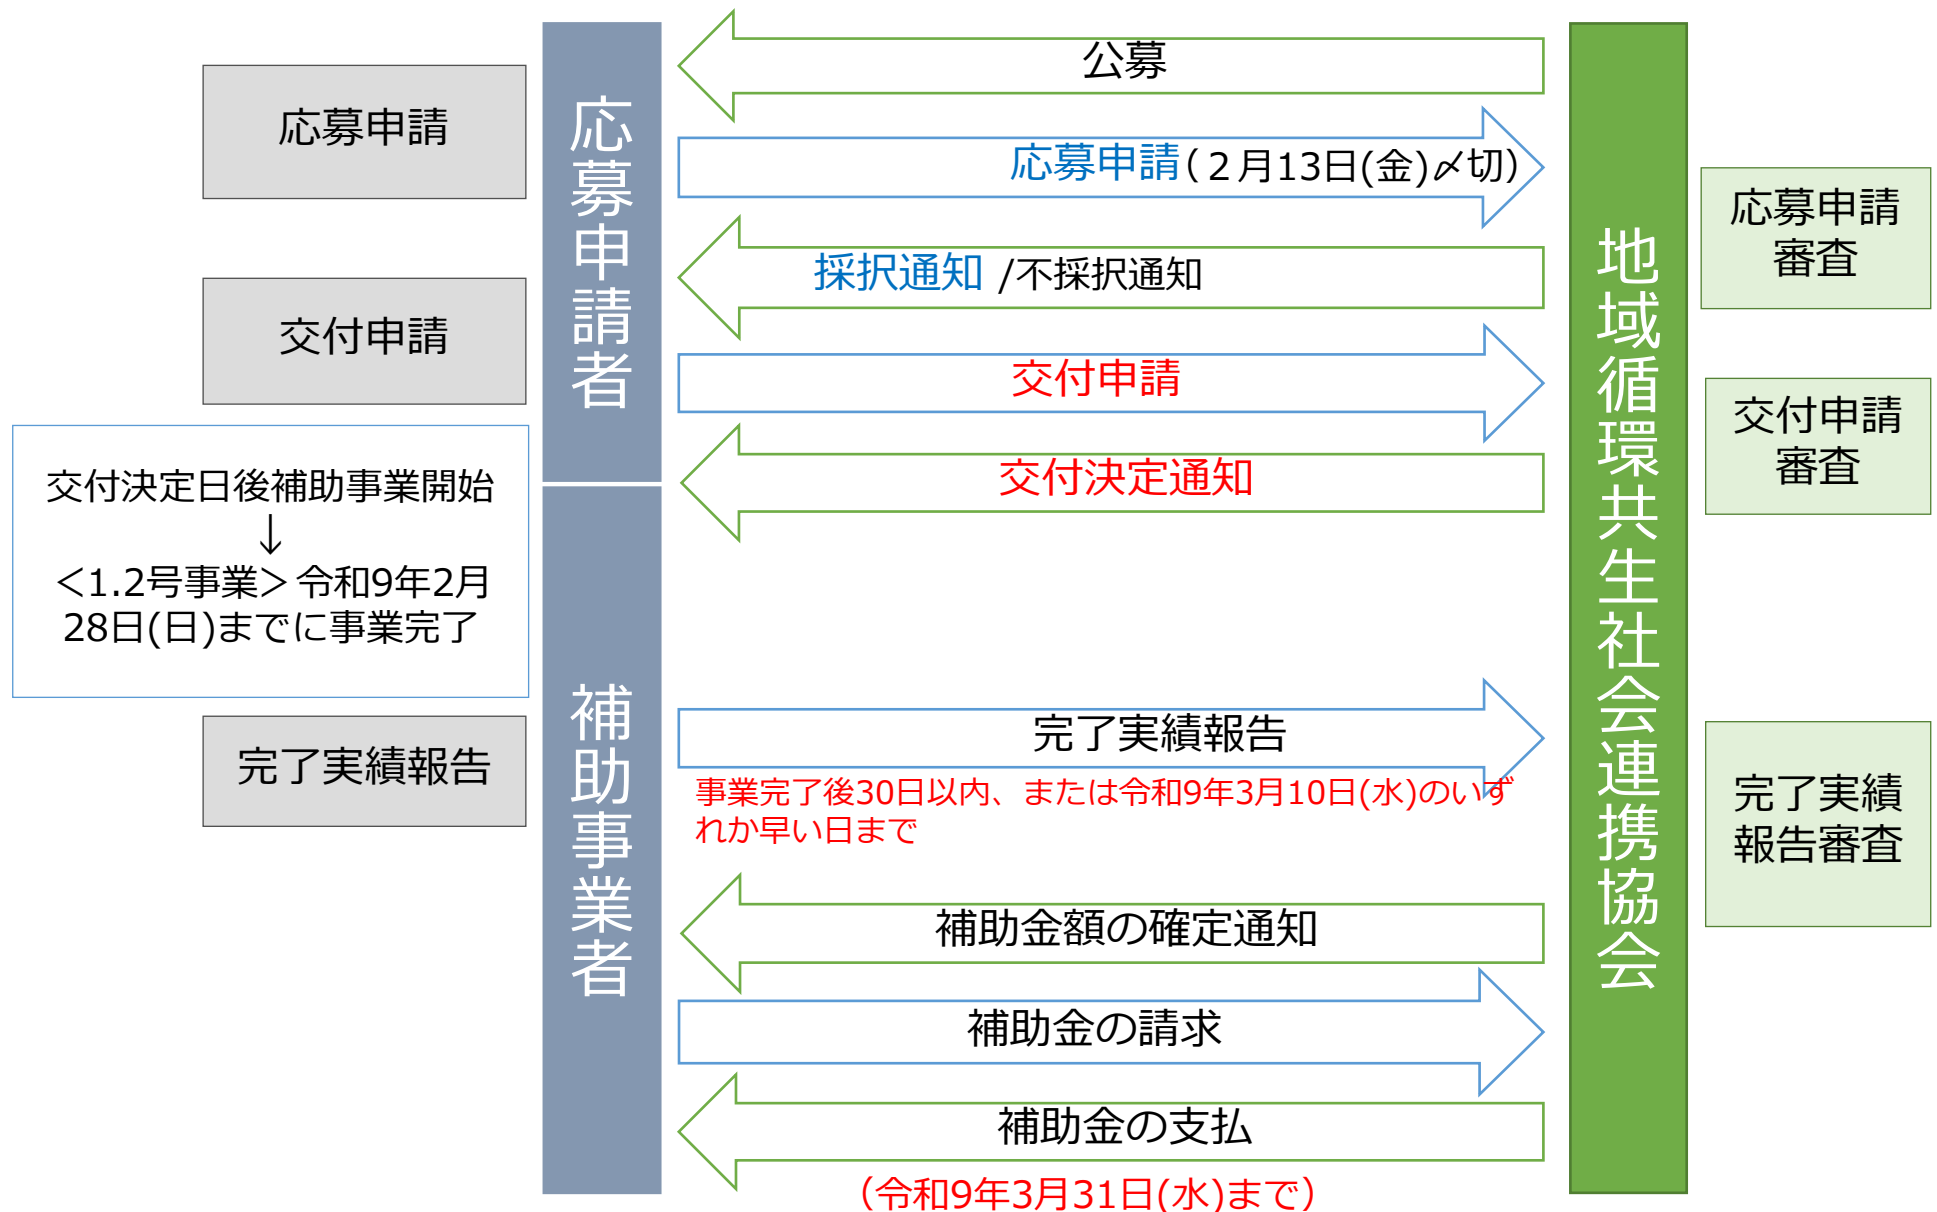 公募
応募申請
応募申請(2月13日(金)〆切)
応募申請者
応募申請
審査
採択通知 /不採択通知
交付申請
交付申請
交付申請
審査
交付決定通知
交付決定日後補助事業開始
↓
<1.2号事業>令和9年2月
28日(日)までに事業完了
地域循環共生社会連携協会
補助事業者
完了実績報告
完了実績報告
事業完了後30日以内、または令和9年3月10日(水)のいず
れか早い日まで
完了実績
報告審査
補助金額の確定通知
補助金の請求
補助金の支払
(令和9年3月31日(水)まで)